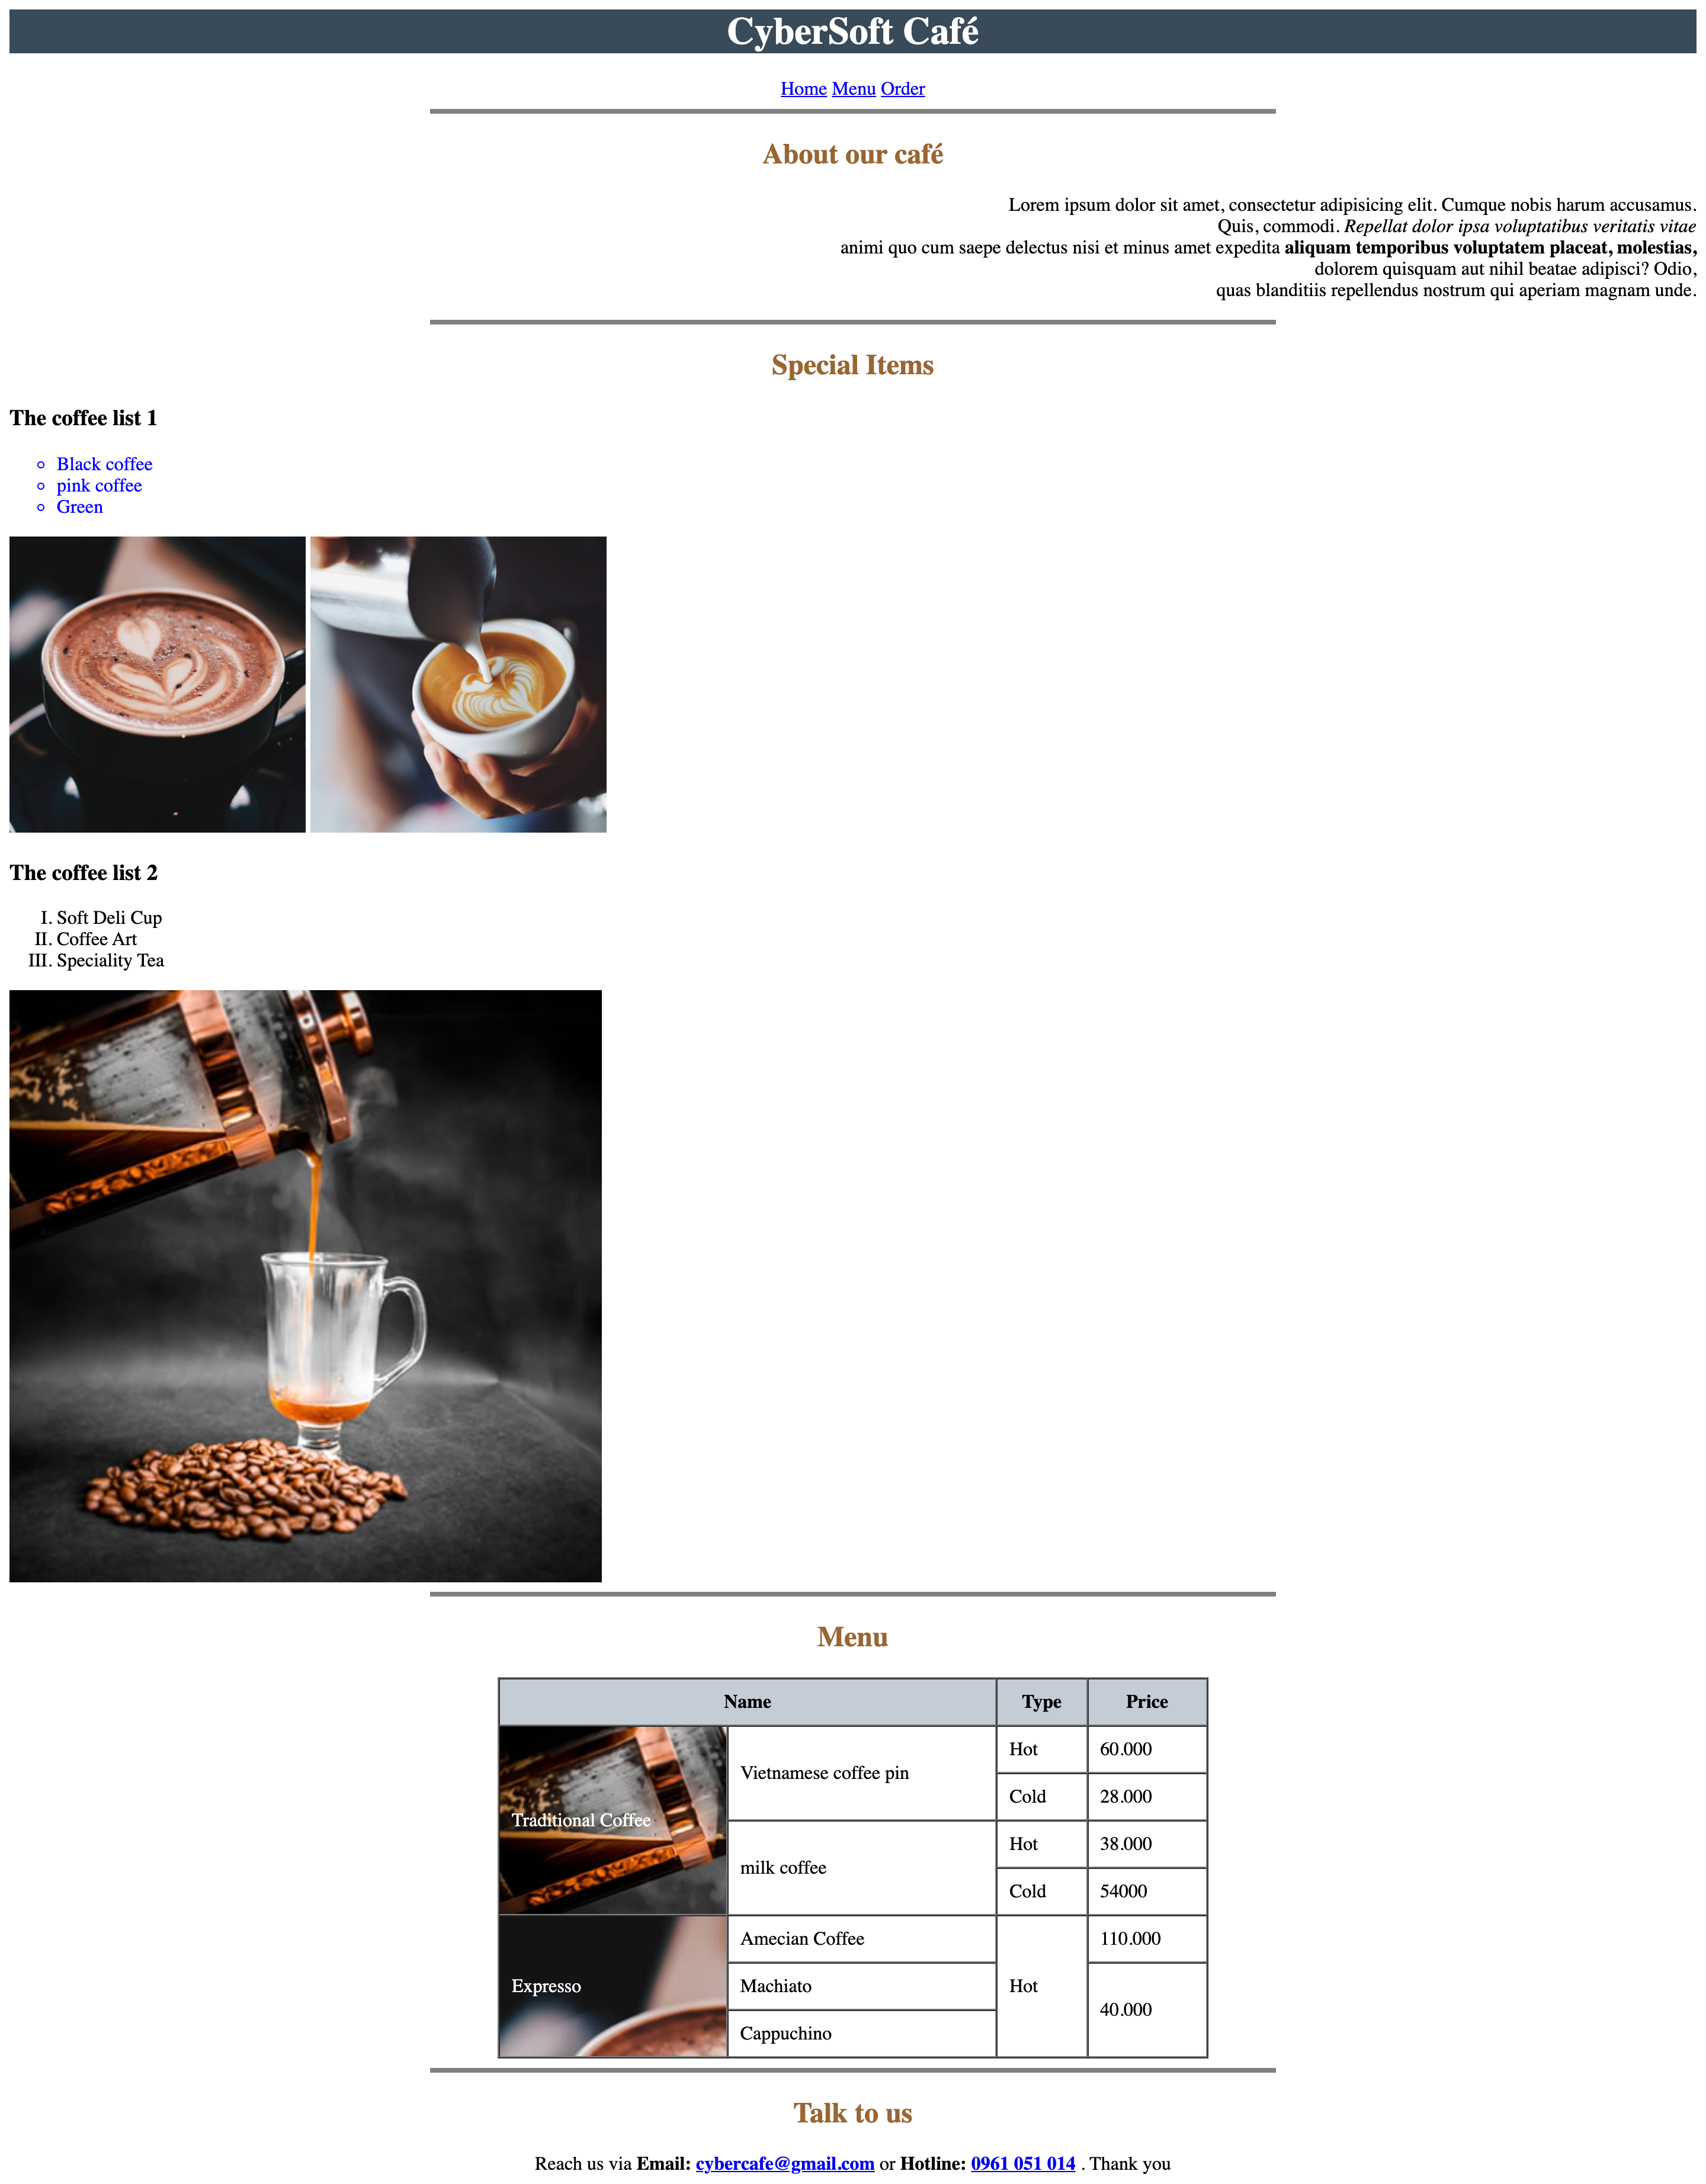 CyberSoft Café
Home Menu Order
About our café
Lorem ipsum dolor sit amet, consectetur adipisicing elit. Cumque nobis harum accusamus.
Quis, commodi. Repellat dolor ipsa voluptatibus veritatis vitae
animi quo cum saepe delectus nisi et minus amet expedita aliquam temporibus voluptatem placeat, molestias,
dolorem quisquam aut nihil beatae adipisci? Odio,
quas blanditiis repellendus nostrum qui aperiam magnam unde.
Special Items
The coffee list 1
Black coffee
pink coffee
Green
The coffee list 2
I. Soft Deli Cup
II. Coffee Art
III. Speciality Tea
Menu
Name Type Price
Traditional Coffee
Vietnamese coffee pin
Hot 60.000
Cold 28.000
milk coffee
Hot 38.000
Cold 54000
Expresso
Amecian Coffee
Hot
110.000
Machiato
40.000
Cappuchino
Talk to us
Reach us via Email: cybercafe@gmail.com or Hotline: 0961 051 014 . Thank you